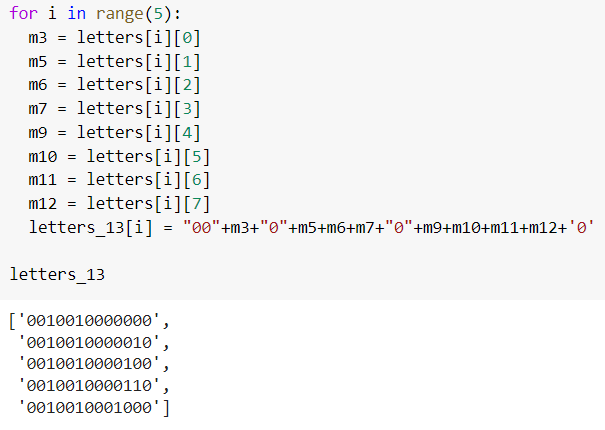 for i in range(5):
  m3 = letters[i][0]
  m5 = letters[i][1]
  m6 = letters[i][2]
  m7 = letters[i][3]
  m9 = letters[i][4]
  m10 = letters[i][5]
  m11 = letters[i][6]
  m12 = letters[i][7]
  letters_13[i] = "00"+m3+"0"+m5+m6+m7+"0"+m9+m10+m11+m12+'0'
letters_13
['0010010000000',
 '0010010000010',
 '0010010000100',
 '0010010000110',
 '0010010001000']